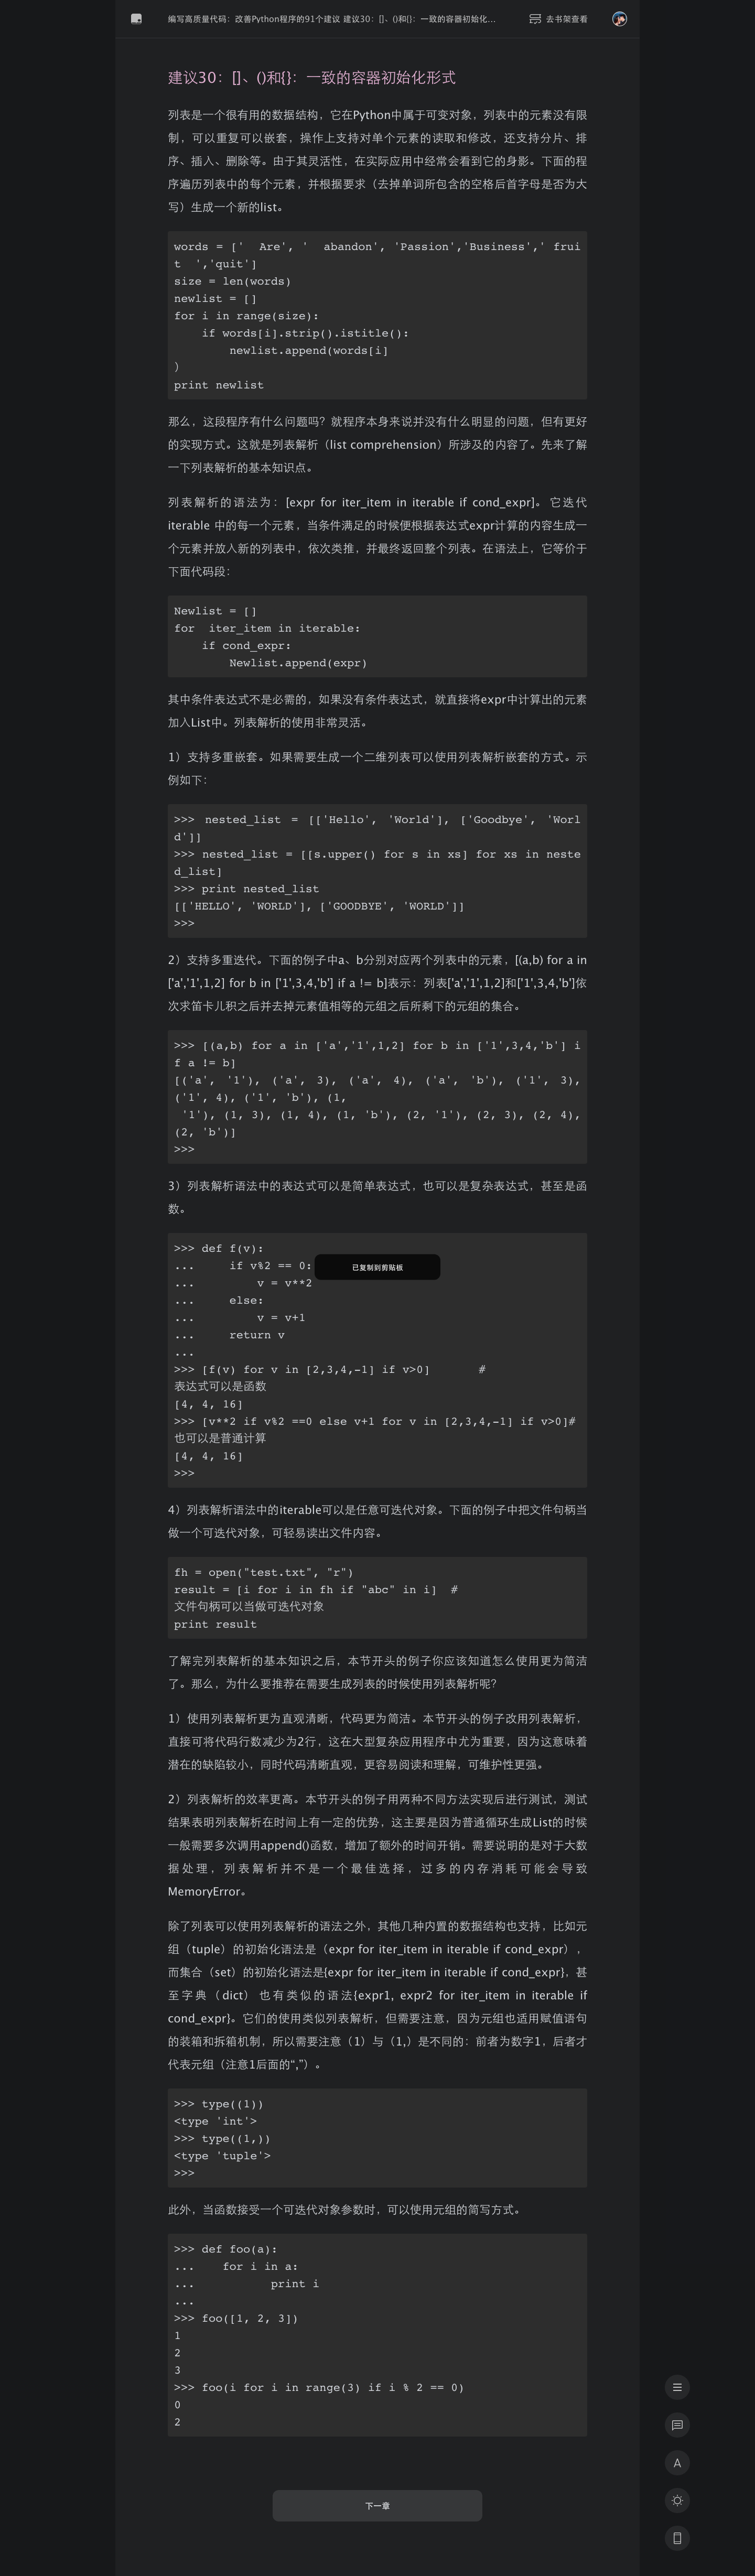 编写高质量代码：改善Python程序的91个建议 建议30：[]、()和{}：一致的容器初始化...
去书架查看
建议30：[]、()和{}：一致的容器初始化形式
列表是一个很有用的数据结构，它在Python中属于可变对象，列表中的元素没有限
制，可以重复可以嵌套，操作上支持对单个元素的读取和修改，还支持分片、排
序、插入、删除等。由于其灵活性，在实际应用中经常会看到它的身影。下面的程
序遍历列表中的每个元素，并根据要求（去掉单词所包含的空格后首字母是否为大
写）生成一个新的list。
words = ['  Are', '  abandon', 'Passion','Business',' frui
t  ','quit']
size = len(words)
newlist = []
for i in range(size):
    if words[i].strip().istitle():
        newlist.append(words[i]
)
print newlist
那么，这段程序有什么问题吗？就程序本身来说并没有什么明显的问题，但有更好
的实现方式。这就是列表解析（list comprehension）所涉及的内容了。先来了解
一下列表解析的基本知识点。
列表解析的语法为：[expr for iter_item in iterable if cond_expr]。它迭代
iterable 中的每一个元素，当条件满足的时候便根据表达式expr计算的内容生成一
个元素并放入新的列表中，依次类推，并最终返回整个列表。在语法上，它等价于
下面代码段：
Newlist = []
for  iter_item in iterable:
    if cond_expr:
        Newlist.append(expr)
其中条件表达式不是必需的，如果没有条件表达式，就直接将expr中计算出的元素
加入List中。列表解析的使用非常灵活。
1）支持多重嵌套。如果需要生成一个二维列表可以使用列表解析嵌套的方式。示
例如下：
>>> nested_list = [['Hello', 'World'], ['Goodbye', 'Worl
d']]
>>> nested_list = [[s.upper() for s in xs] for xs in neste
d_list]
>>> print nested_list
[['HELLO', 'WORLD'], ['GOODBYE', 'WORLD']]
>>>
2）支持多重迭代。下面的例子中a、b分别对应两个列表中的元素，[(a,b) for a in
['a','1',1,2] for b in ['1',3,4,'b'] if a != b]表示：列表['a','1',1,2]和['1',3,4,'b']依
次求笛卡儿积之后并去掉元素值相等的元组之后所剩下的元组的集合。
>>> [(a,b) for a in ['a','1',1,2] for b in ['1',3,4,'b'] i
f a != b]
[('a', '1'), ('a', 3), ('a', 4), ('a', 'b'), ('1', 3),
('1', 4), ('1', 'b'), (1,
 '1'), (1, 3), (1, 4), (1, 'b'), (2, '1'), (2, 3), (2, 4),
(2, 'b')]
>>>
3）列表解析语法中的表达式可以是简单表达式，也可以是复杂表达式，甚至是函
数。
>>> def f(v):
...     if v%2 == 0:
已复制到剪贴板
...         v = v**2
...     else:
...         v = v+1
...     return v
...
>>> [f(v) for v in [2,3,4,-1] if v>0]       #
表达式可以是函数
[4, 4, 16]
>>> [v**2 if v%2 ==0 else v+1 for v in [2,3,4,-1] if v>0]#
也可以是普通计算
[4, 4, 16]
>>>
4）列表解析语法中的iterable可以是任意可迭代对象。下面的例子中把文件句柄当
做一个可迭代对象，可轻易读出文件内容。
fh = open("test.txt", "r")
result = [i for i in fh if "abc" in i]  #
文件句柄可以当做可迭代对象
print result
了解完列表解析的基本知识之后，本节开头的例子你应该知道怎么使用更为简洁
了。那么，为什么要推荐在需要生成列表的时候使用列表解析呢？
1）使用列表解析更为直观清晰，代码更为简洁。本节开头的例子改用列表解析，
直接可将代码行数减少为2行，这在大型复杂应用程序中尤为重要，因为这意味着
潜在的缺陷较小，同时代码清晰直观，更容易阅读和理解，可维护性更强。
2）列表解析的效率更高。本节开头的例子用两种不同方法实现后进行测试，测试
结果表明列表解析在时间上有一定的优势，这主要是因为普通循环生成List的时候
一般需要多次调用append()函数，增加了额外的时间开销。需要说明的是对于大数
据处理，列表解析并不是一个最佳选择，过多的内存消耗可能会导致
MemoryError。
除了列表可以使用列表解析的语法之外，其他几种内置的数据结构也支持，比如元
组（tuple）的初始化语法是（expr for iter_item in iterable if cond_expr），
而集合（set）的初始化语法是{expr for iter_item in iterable if cond_expr}，甚
至字典（dict）也有类似的语法{expr1, expr2 for iter_item in iterable if
cond_expr}。它们的使用类似列表解析，但需要注意，因为元组也适用赋值语句
的装箱和拆箱机制，所以需要注意（1）与（1,）是不同的：前者为数字1，后者才
代表元组（注意1后面的“,”）。
>>> type((1))
<type 'int'>
>>> type((1,))
<type 'tuple'>
>>>
此外，当函数接受一个可迭代对象参数时，可以使用元组的简写方式。
>>> def foo(a):
...    for i in a:
...           print i
...
>>> foo([1, 2, 3])
1
2
3
>>> foo(i for i in range(3) if i % 2 == 0)
0
2
A
下一章